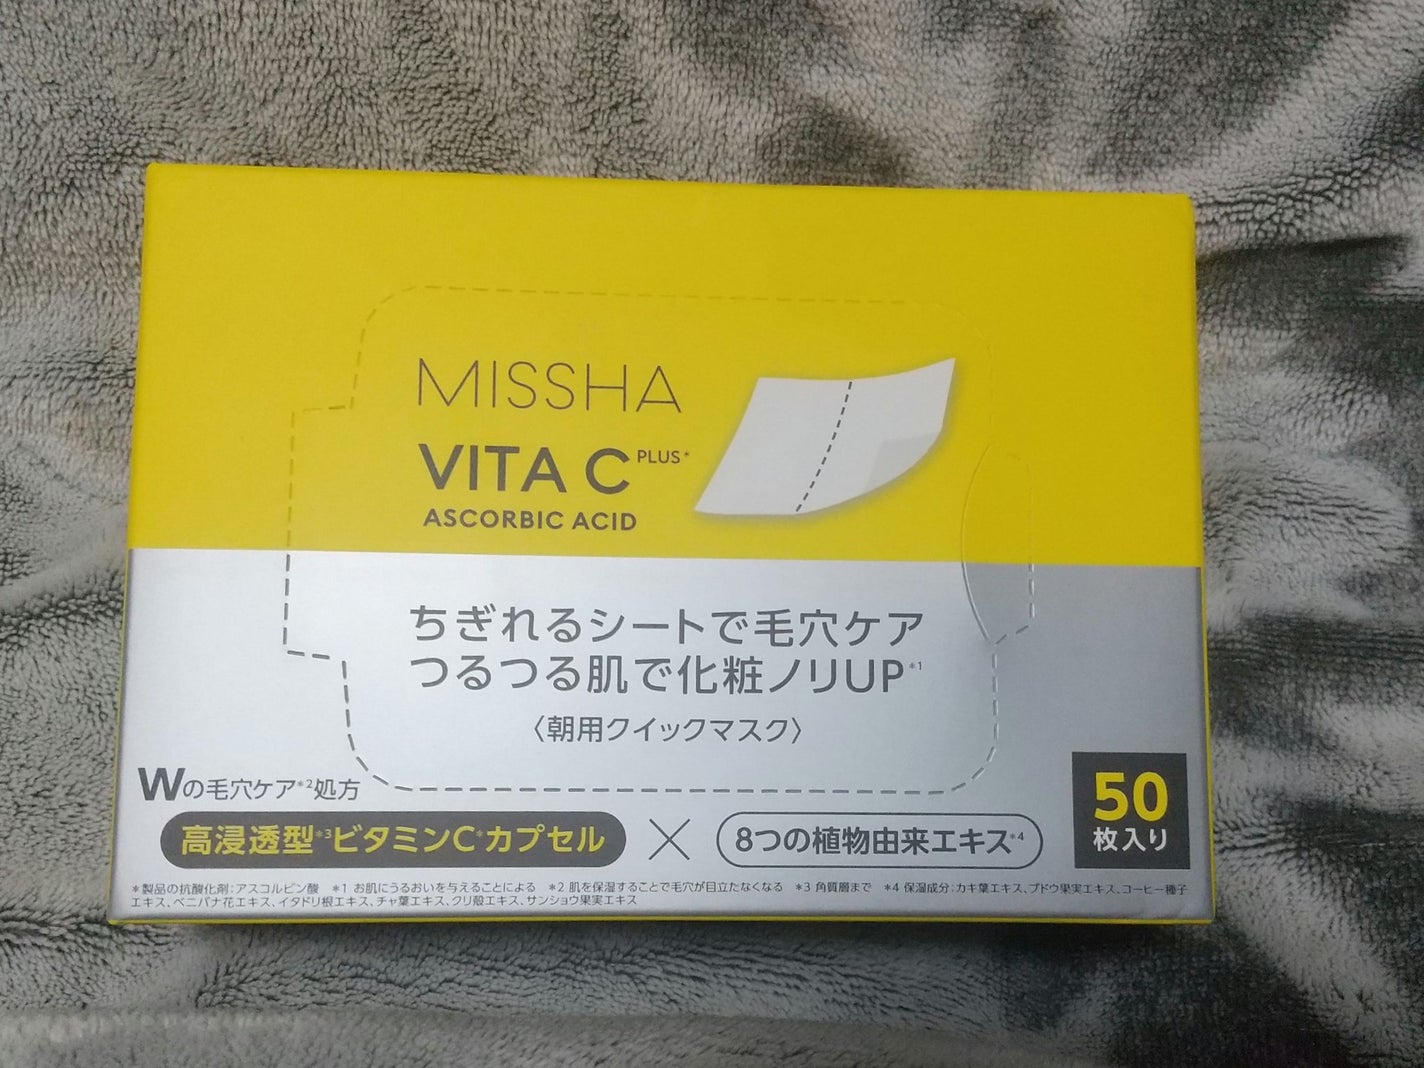 MISSHA
VITA C PLUS*
ASCORBIC ACID
ちぎれるシートで毛穴ケア
つるつる肌で化粧ノリUP*1
〈朝用クイックマスク〉
Wの毛穴ケア*2処方
高浸透型*3ビタミンC*カプセル × 8つの植物由来エキス*4
50
枚入り
*製品の抗酸化剤:アスコルビン酸 *1 お肌にうるおいを与えることによる *2 肌を保湿することで毛穴が目立たなくなる *3 角質層まで *4 保湿成分:カキ葉エキス、ブドウ果実エキス、コーヒー種子
エキス、ベニバナ花エキス、イタドリ根エキス、チャ葉エキス、クリ殻エキス、サンショウ果実エキス